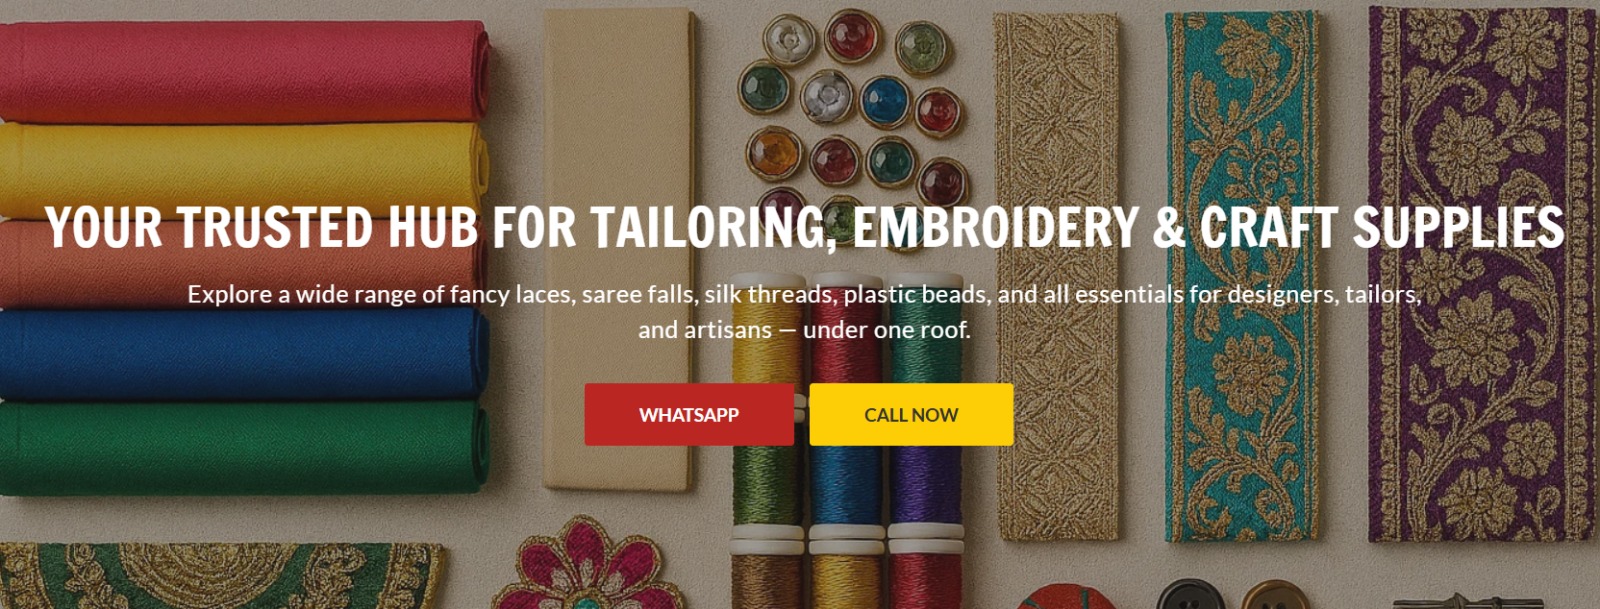 YOUR TRUSTED HUB FOR TAILORING, EMBROIDERY & CRAFT SUPPLIES
Explore a wide range of fancy laces, saree falls, silk threads, plastic beads, and all essentials for designers, tailors,
and artisans — under one roof.
WHATSAPP
CALL NOW